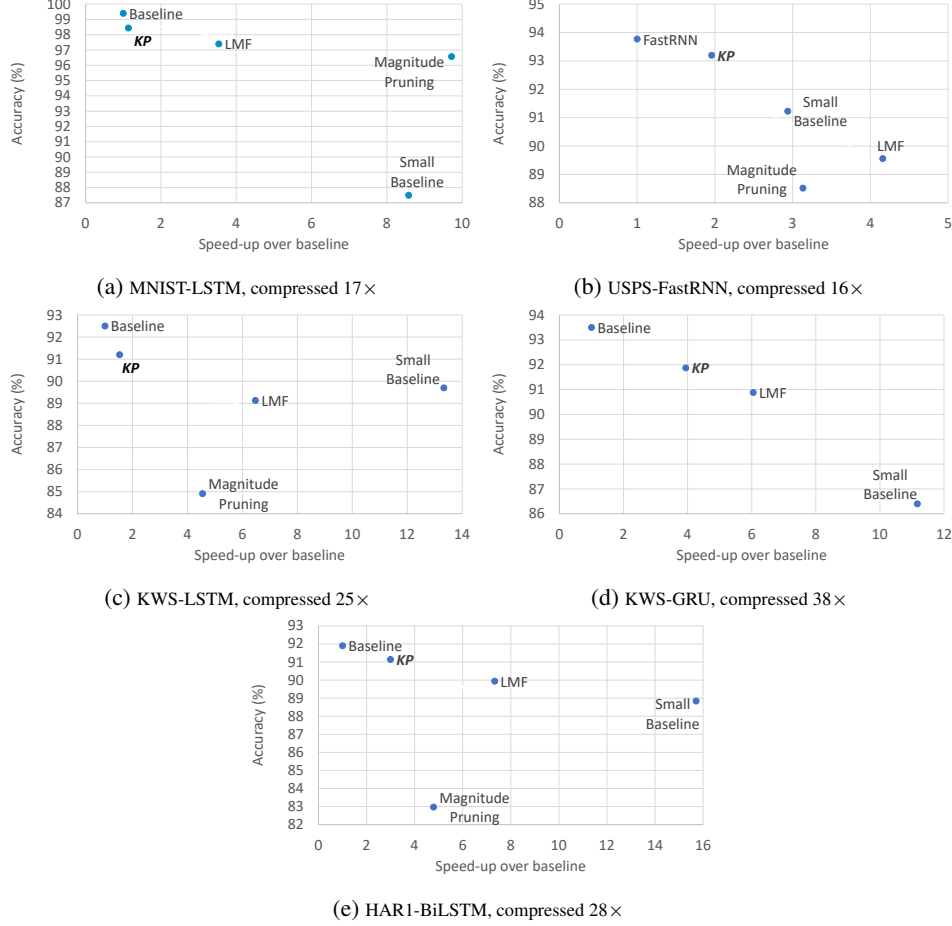 100
99
98
97
96
95
94
93
92
91
90
89
88
87
Accuracy (%)
Baseline
KP
LMF
Magnitude
Pruning
Small
Baseline
0 2 4 6 8 10
Speed-up over baseline
(a) MNIST-LSTM, compressed 17×
95
94
93
92
91
90
89
88
Accuracy (%)
FastRNN
KP
Small
Baseline
LMF
Magnitude
Pruning
0 1 2 3 4 5
Speed-up over baseline
(b) USPS-FastRNN, compressed 16×
93
92
91
90
89
88
87
86
85
84
Accuracy (%)
Baseline
KP
Small
Baseline
LMF
Magnitude
Pruning
0 2 4 6 8 10 12 14
Speed-up over baseline
(c) KWS-LSTM, compressed 25×
94
93
92
91
90
89
88
87
86
Accuracy (%)
Baseline
KP
LMF
Small
Baseline
0 2 4 6 8 10 12
Speed-up over baseline
(d) KWS-GRU, compressed 38×
93
92
91
90
89
88
87
86
85
84
83
82
Accuracy (%)
Baseline
KP
LMF
Small
Baseline
Magnitude
Pruning
0 2 4 6 8 10 12 14 16
Speed-up over baseline
(e) HAR1-BiLSTM, compressed 28×